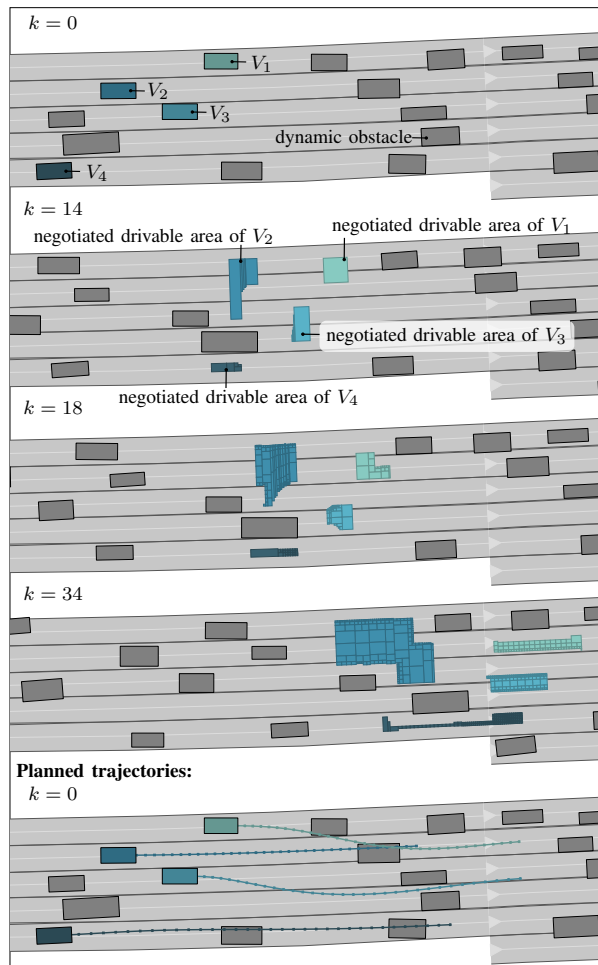 k = 0
V₁
V₂
V₃
dynamic obstacle
V₄
k = 14
negotiated drivable area of V₂
negotiated drivable area of V₁
negotiated drivable area of V₃
negotiated drivable area of V₄
k = 18
k = 34
Planned trajectories:
k = 0